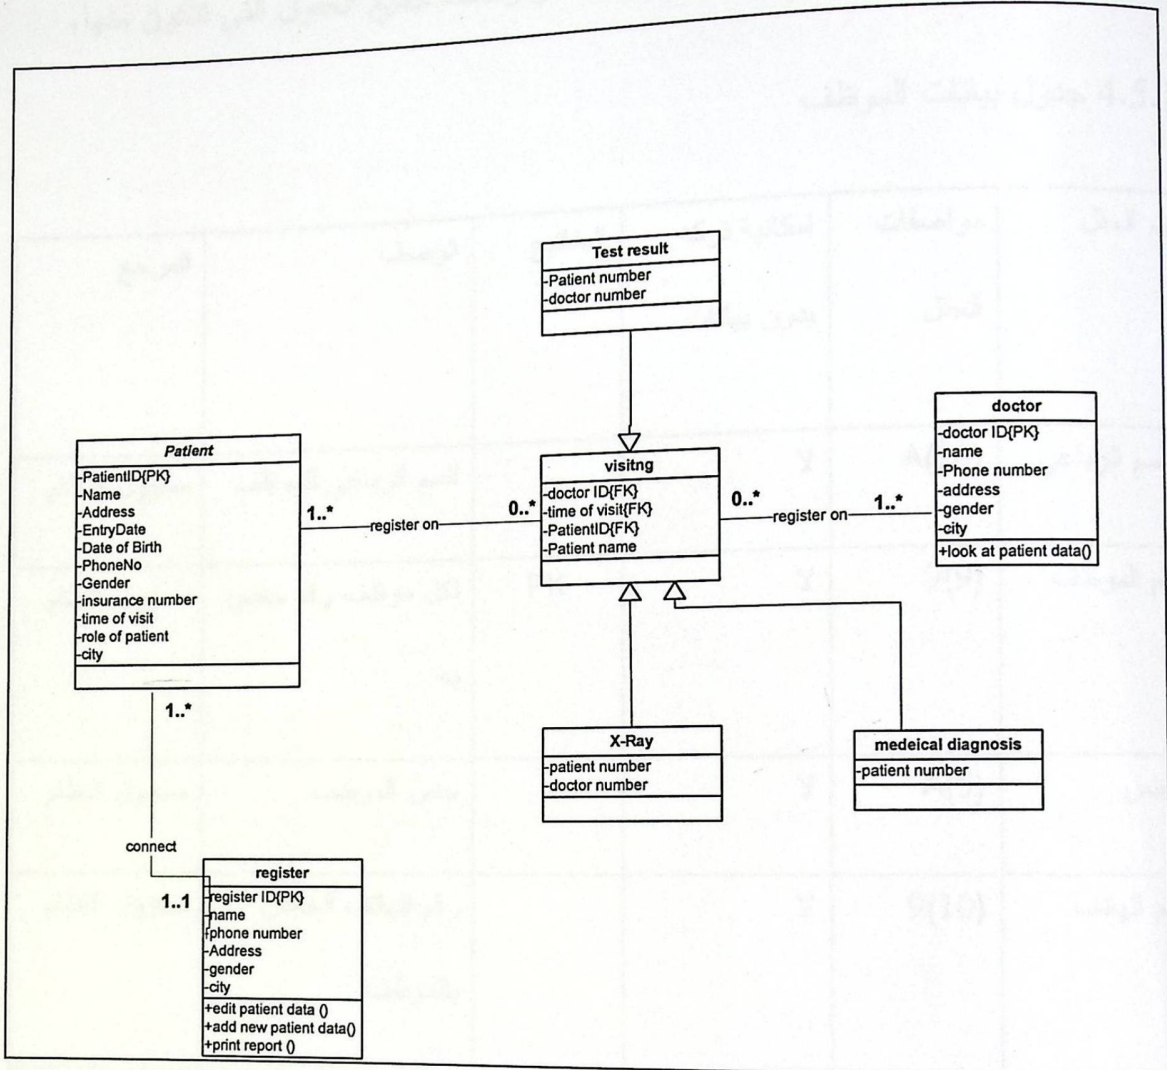 Test result
-Patient number
-doctor number
doctor
-doctor ID{PK}
-name
-Phone number
-address
-gender
-city
+look at patient data()
Patient
-PatientID{PK}
-Name
-Address
-EntryDate
-Date of Birth
-PhoneNo
-Gender
-insurance number
-time of visit
-role of patient
-city
1..*
register on
0..*
visitng
-doctor ID{FK}
-time of visit{FK}
-PatientID{FK}
-Patient name
0..*
register on
1..*
X-Ray
-patient number
-doctor number
medeical diagnosis
-patient number
1..*
connect
1..1
register
register ID{PK}
name
phone number
-Address
-gender
-city
+edit patient data ()
+add new patient data()
+print report ()